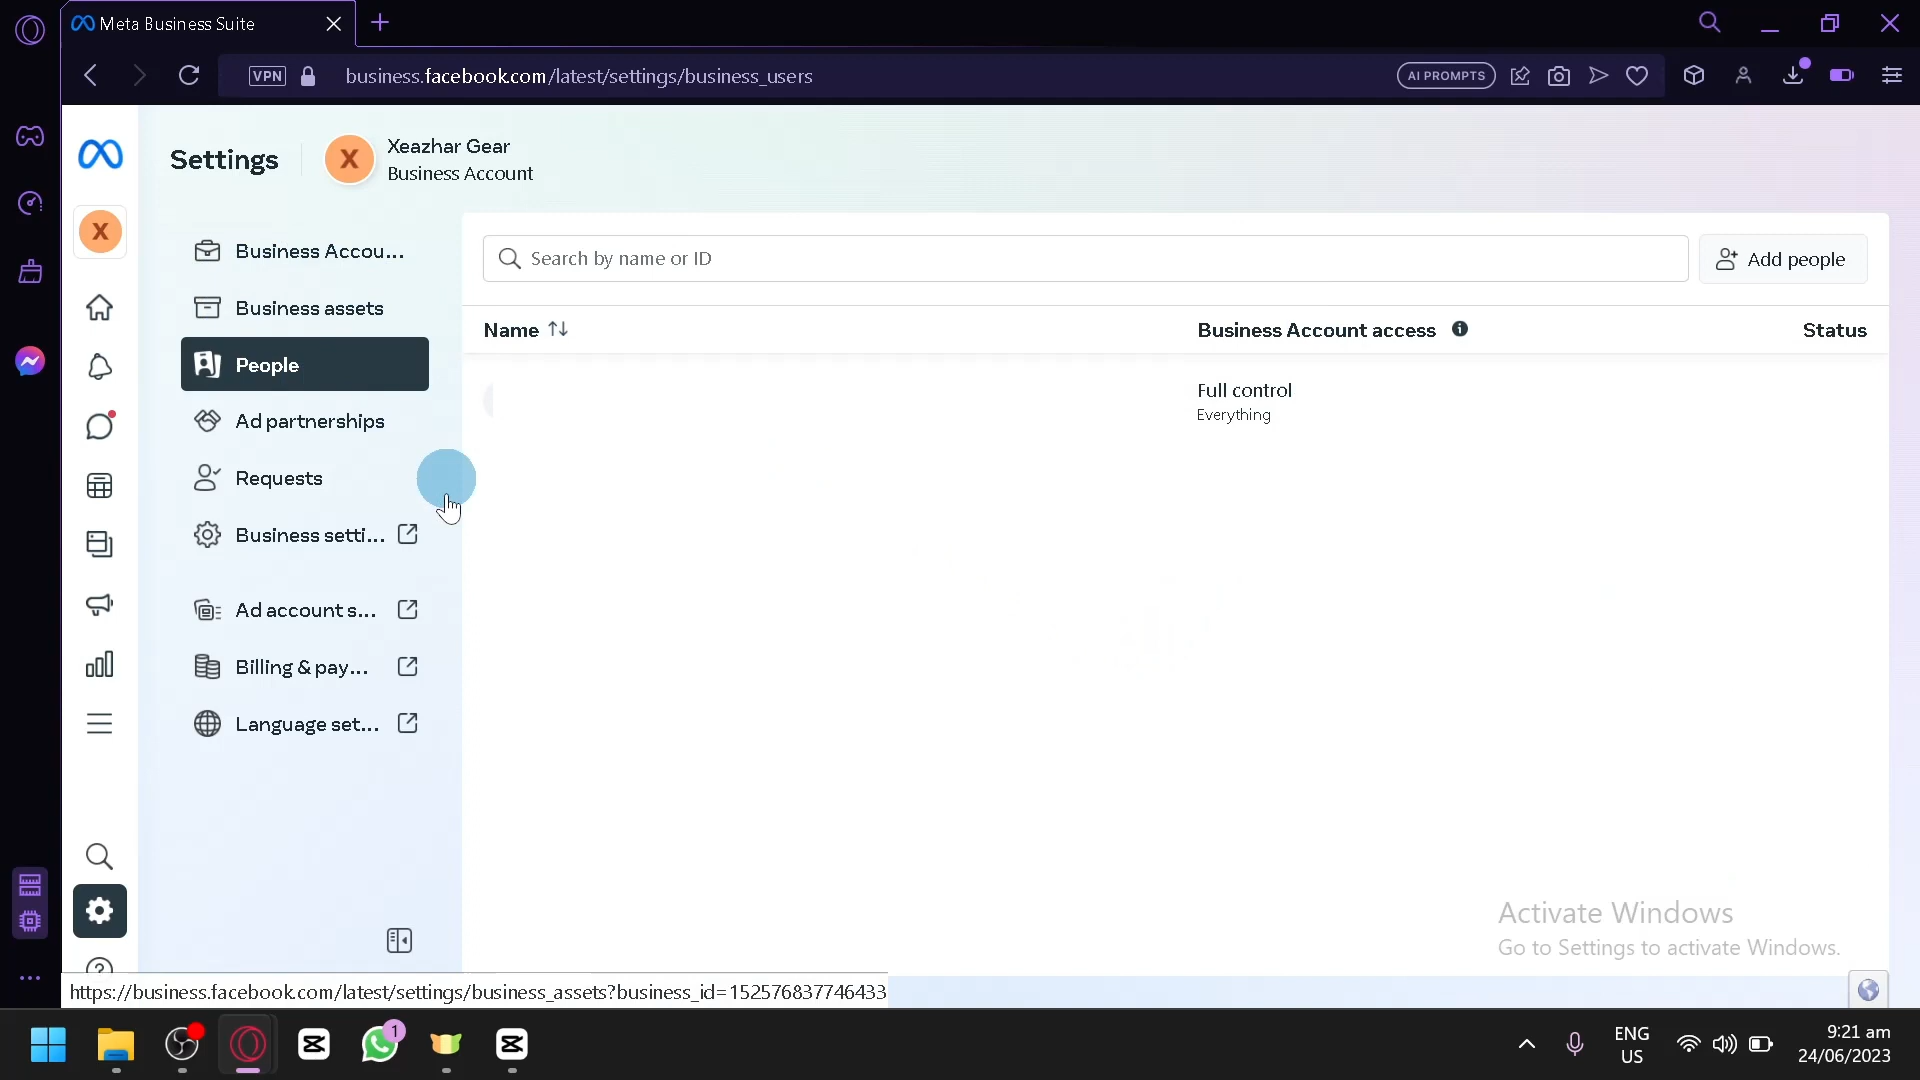 Meta Business Suite
VPN
business.facebook.com/latest/settings/business_users
AI PROMPTS
Settings
X
Xeazhar Gear
Business Account
X
Business Accou...
Business assets
People
Ad partnerships
Requests
Business setti...
Ad account s...
Billing & pay...
Language set...
Search by name or ID
Add people
Name
Business Account access
Status
Full control
Everything
Activate Windows
Go to Settings to activate Windows.
https://business.facebook.com/latest/settings/business_assets?business_id=152576837746433
1
ENG
US
9:21 am
24/06/2023